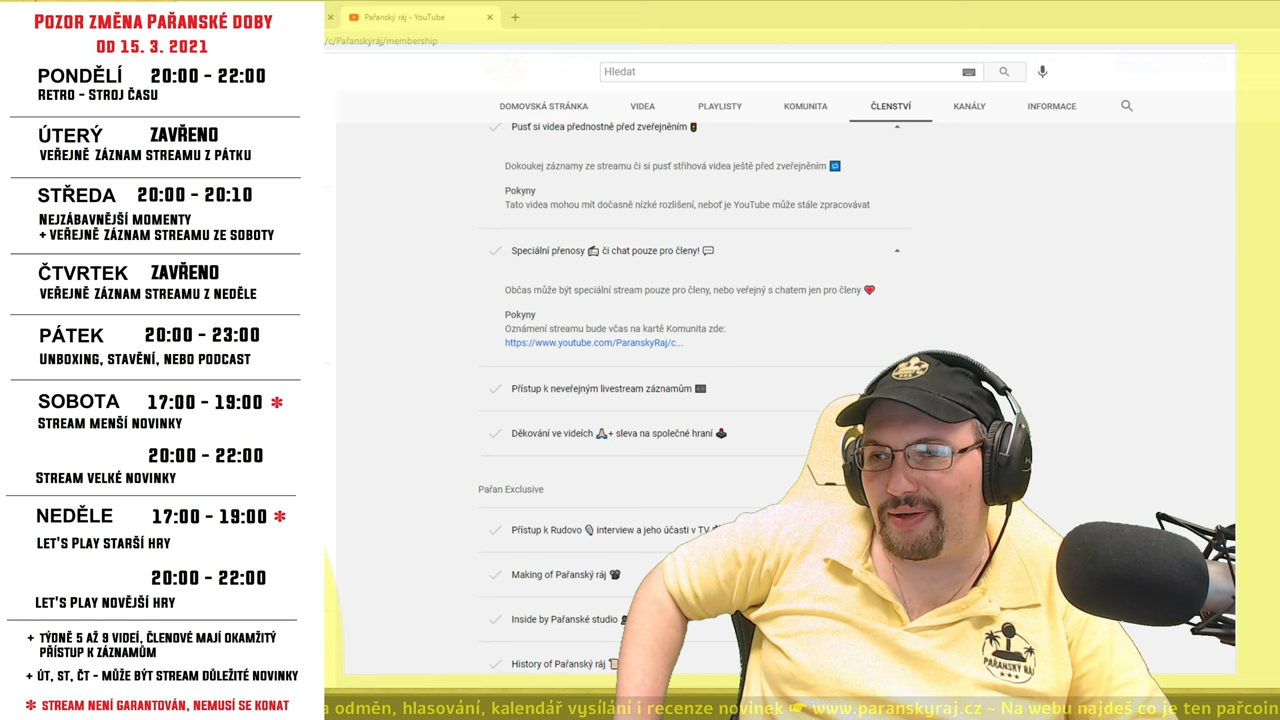 POZOR ZMĚNA PAŘANSKÉ DOBY
OD 15. 3. 2021
PONDĚLÍ 20:00 - 22:00
RETRO - STROJ ČASU
ÚTERÝ ZAVŘENO
VEŘEJNĚ ZÁZNAM STREAMU Z PÁTKU
STŘEDA 20:00 - 20:10
NEJZÁBAVNĚJŠÍ MOMENTY
+ VEŘEJNĚ ZÁZNAM STREAMU ZE SOBOTY
ČTVRTEK ZAVŘENO
VEŘEJNĚ ZÁZNAM STREAMU Z NEDĚLE
PÁTEK 20:00 - 23:00
UNBOXING, STAVĚNÍ, NEBO PODCAST
SOBOTA 17:00 - 19:00 *
STREAM MENŠÍ NOVINKY
20:00 - 22:00
STREAM VELKÉ NOVINKY
NEDĚLE 17:00 - 19:00 *
LET'S PLAY STARŠÍ HRY
20:00 - 22:00
LET'S PLAY NOVĚJŠÍ HRY
+ TÝDNĚ 5 AŽ 9 VIDEÍ, ČLENOVÉ MAJÍ OKAMŽITÝ
PŘÍSTUP K ZÁZNAMŮM
+ ÚT, ST, ČT - MŮŽE BÝT STREAM DŮLEŽITÉ NOVINKY
* STREAM NENÍ GARANTOVÁN, NEMUSÍ SE KONAT
Pařanský ráj - YouTube
/c/Pařanskýráj/membership
Hledat
DOMOVSKÁ STRÁNKA VIDEA PLAYLISTY KOMUNITA ČLENSTVÍ KANÁLY INFORMACE
Pusť si videa přednostně před zveřejněním
Dokoukej záznamy ze streamu či si pusť střihová videa ještě před zveřejněním
Pokyny
Tato videa mohou mít dočasně nízké rozlišení, neboť je YouTube může stále zpracovávat
Speciální přenosy či chat pouze pro členy!
Občas může být speciální stream pouze pro členy, nebo veřejný s chatem jen pro členy
Pokyny
Oznámení streamu bude včas na kartě Komunita zde:
https://www.youtube.com/ParanskyRaj/c...
Přístup k neveřejným livestream záznamům
Děkování ve videích + sleva na společné hraní
Pařan Exclusive
Přístup k Rudovo interview a jeho účasti v TV
Making of Pařanský ráj
Inside by Pařanské studio
History of Pařanský ráj
PAŘANSKÝ RÁJ
odměn, hlasování, kalendář vysílání i recenze novinek 👉 www.paranskyraj.cz - Na webu najdeš co je ten pařcoin